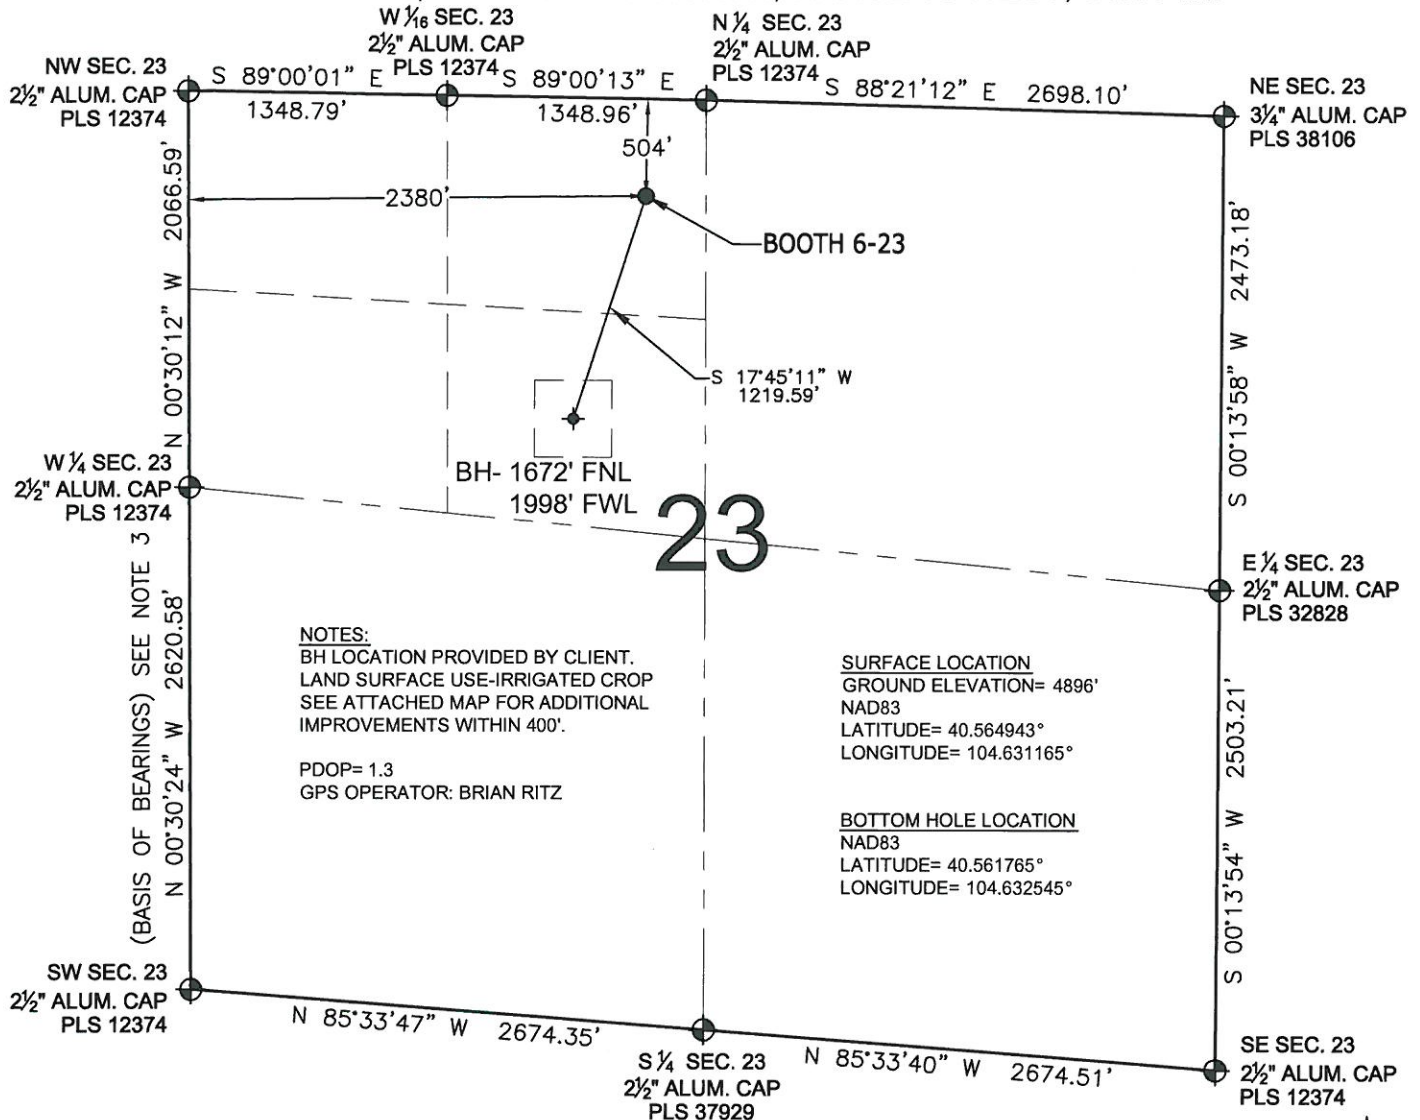 W 1/16 SEC. 23
2½" ALUM. CAP
PLS 12374
N ¼ SEC. 23
2½" ALUM. CAP
PLS 12374
NW SEC. 23
2½" ALUM. CAP
PLS 12374
S 89°00'01" E
1348.79'
S 89°00'13" E
1348.96'
S 88°21'12" E 2698.10'
NE SEC. 23
3¼" ALUM. CAP
PLS 38106
504'
2380'
BOOTH 6-23
N 00°30'12" W 2066.59'
S 00°13'58" W 2473.18'
S 17°45'11" W
1219.59'
W ¼ SEC. 23
2½" ALUM. CAP
PLS 12374
BH- 1672' FNL
1998' FWL
23
E ¼ SEC. 23
2½" ALUM. CAP
PLS 32828
(BASIS OF BEARINGS) SEE NOTE 3
N 00°30'24" W 2620.58'
NOTES:
BH LOCATION PROVIDED BY CLIENT.
LAND SURFACE USE-IRRIGATED CROP
SEE ATTACHED MAP FOR ADDITIONAL
IMPROVEMENTS WITHIN 400'.
PDOP= 1.3
GPS OPERATOR: BRIAN RITZ
SURFACE LOCATION
GROUND ELEVATION= 4896'
NAD83
LATITUDE= 40.564943°
LONGITUDE= 104.631165°
BOTTOM HOLE LOCATION
NAD83
LATITUDE= 40.561765°
LONGITUDE= 104.632545°
S 00°13'54" W 2503.21'
SW SEC. 23
2½" ALUM. CAP
PLS 12374
N 85°33'47" W 2674.35'
S ¼ SEC. 23
2½" ALUM. CAP
PLS 37929
N 85°33'40" W 2674.51'
SE SEC. 23
2½" ALUM. CAP
PLS 12374